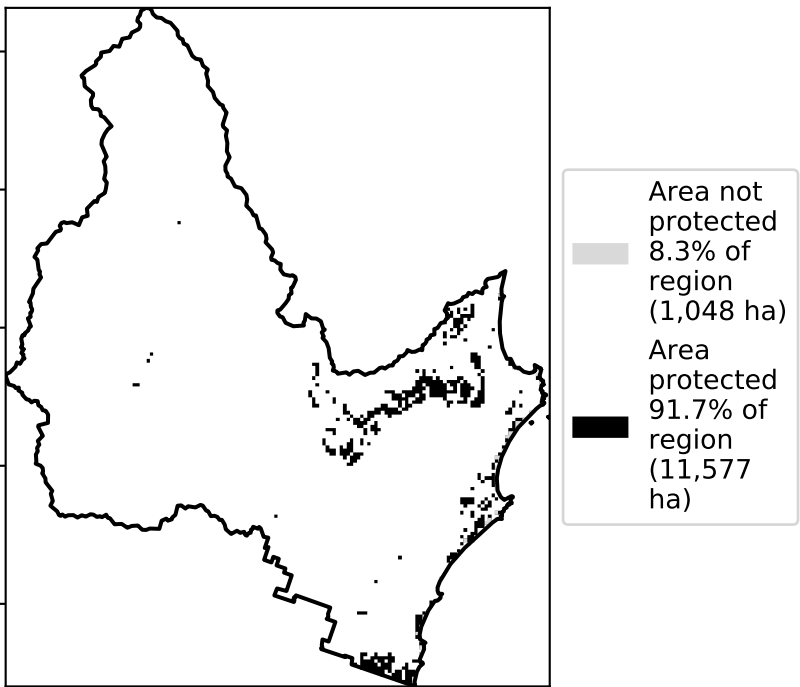 Area not
protected
8.3% of
region
(1,048 ha)
Area
protected
91.7% of
region
(11,577
ha)